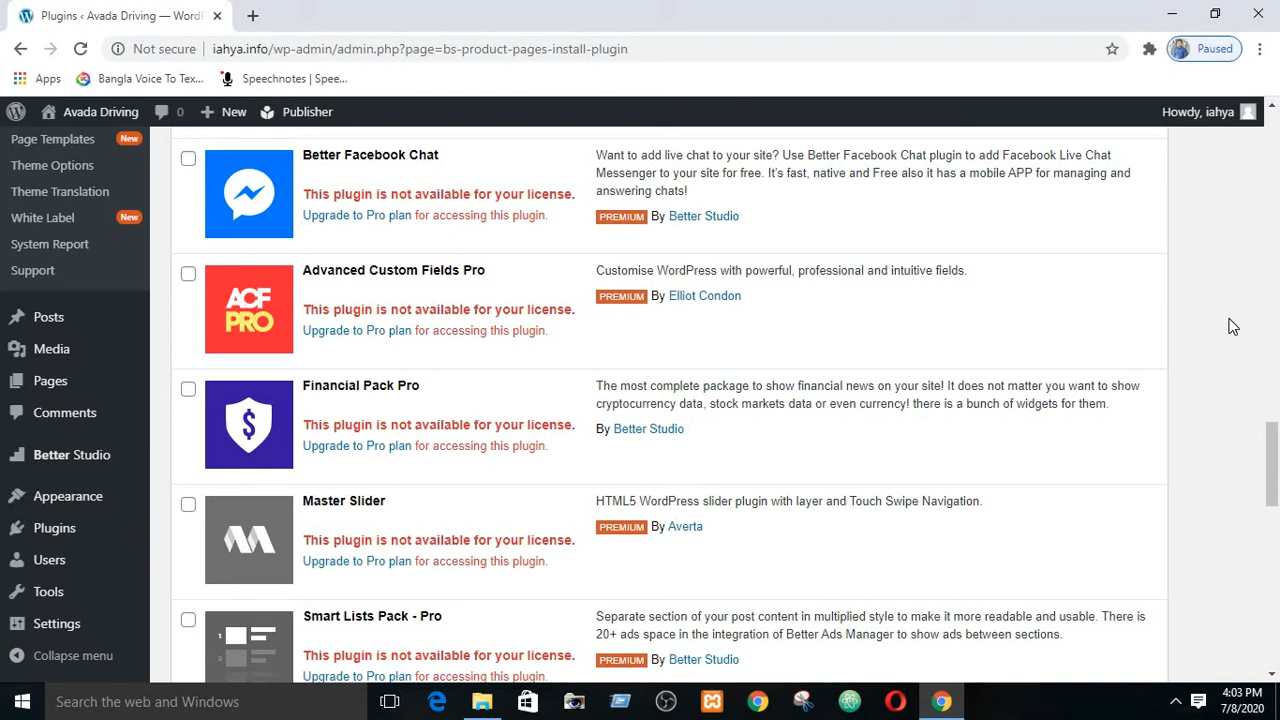 Plugins ‹ Avada Driving — WordP
Not secure
iahya.info/wp-admin/admin.php?page=bs-product-pages-install-plugin
Paused
Apps
Bangla Voice To Tex...
Speechnotes | Spee...
Avada Driving
0
New
Publisher
Howdy, iahya
Page Templates
New
Theme Options
Theme Translation
White Label
New
System Report
Support
Posts
Media
Pages
Comments
Better Studio
Appearance
Plugins
Users
Tools
Settings
Collapse menu
Better Facebook Chat
This plugin is not available for your license.
Upgrade to Pro plan for accessing this plugin.
Want to add live chat to your site? Use Better Facebook Chat plugin to add Facebook Live Chat
Messenger to your site for free. It's fast, native and Free also it has a mobile APP for managing and
answering chats!
PREMIUM By Better Studio
ACF
PRO
Advanced Custom Fields Pro
This plugin is not available for your license.
Upgrade to Pro plan for accessing this plugin.
Customise WordPress with powerful, professional and intuitive fields.
PREMIUM By Elliot Condon
$
Financial Pack Pro
This plugin is not available for your license.
Upgrade to Pro plan for accessing this plugin.
The most complete package to show financial news on your site! It does not matter you want to show
cryptocurrency data, stock markets data or even currency! there is a bunch of widgets for them.
By Better Studio
Master Slider
This plugin is not available for your license.
Upgrade to Pro plan for accessing this plugin.
HTML5 WordPress slider plugin with layer and Touch Swipe Navigation.
PREMIUM By Averta
1
2
Smart Lists Pack - Pro
This plugin is not available for your license.
Upgrade to Pro plan for accessing this plugin.
Separate section of your post content in multiplied style to make it more readable and usable. There is
20+ ads space in the integration of Better Ads Manager to show ads between sections.
PREMIUM By Better Studio
Search the web and Windows
4:03 PM
7/8/2020